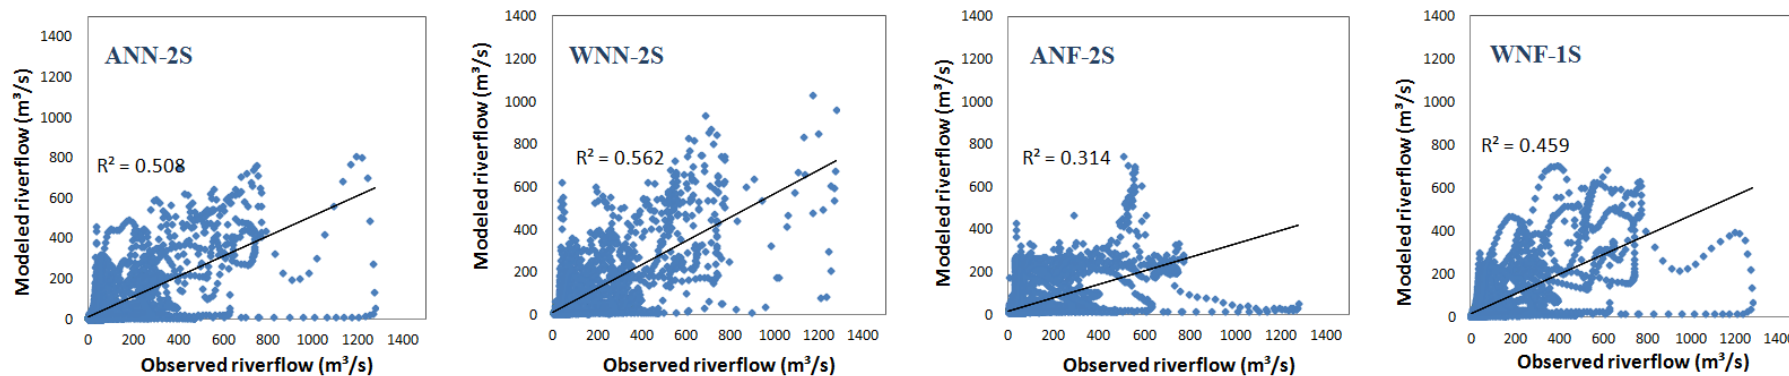 ANN-2S
R² = 0.508
Modeled riverflow (m³/s)
1400
1200
1000
800
600
400
200
0
0 200 400 600 800 1000 1200 1400
Observed riverflow (m³/s)
WNN-2S
R² = 0.562
Modeled riverflow (m³/s)
1400
1200
1000
800
600
400
200
0
0 200 400 600 800 1000 1200 1400
Observed riverflow (m³/s)
ANF-2S
R² = 0.314
Modeled riverflow (m³/s)
1400
1200
1000
800
600
400
200
0
0 200 400 600 800 1000 1200 1400
Observed riverflow (m³/s)
WNF-1S
R² = 0.459
Modeled riverflow (m³/s)
1400
1200
1000
800
600
400
200
0
0 200 400 600 800 1000 1200 1400
Observed riverflow (m³/s)